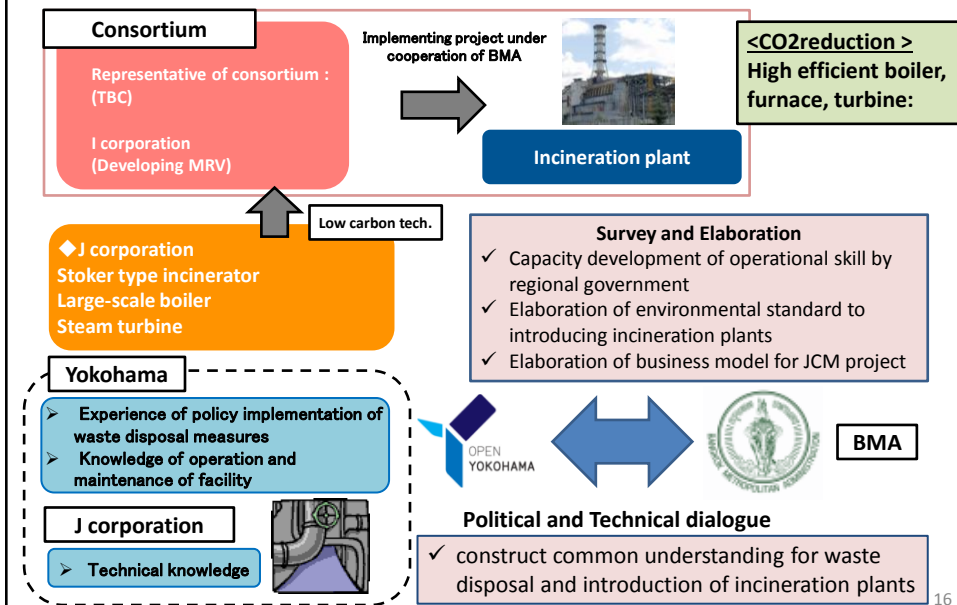 Consortium
Representative of consortium :
(TBC)
I corporation
(Developing MRV)
Implementing project under
cooperation of BMA
Incineration plant
<CO2reduction >
High efficient boiler,
furnace, turbine:
Low carbon tech.
◆J corporation
Stoker type incinerator
Large-scale boiler
Steam turbine
Survey and Elaboration
✓ Capacity development of operational skill by
regional government
✓ Elaboration of environmental standard to
introducing incineration plants
✓ Elaboration of business model for JCM project
Yokohama
➢ Experience of policy implementation of
waste disposal measures
➢ Knowledge of operation and
maintenance of facility
J corporation
➢ Technical knowledge
OPEN
YOKOHAMA
BANGKOK METROPOLITAN ADMINISTRATION
BMA
Political and Technical dialogue
✓ construct common understanding for waste
disposal and introduction of incineration plants
16